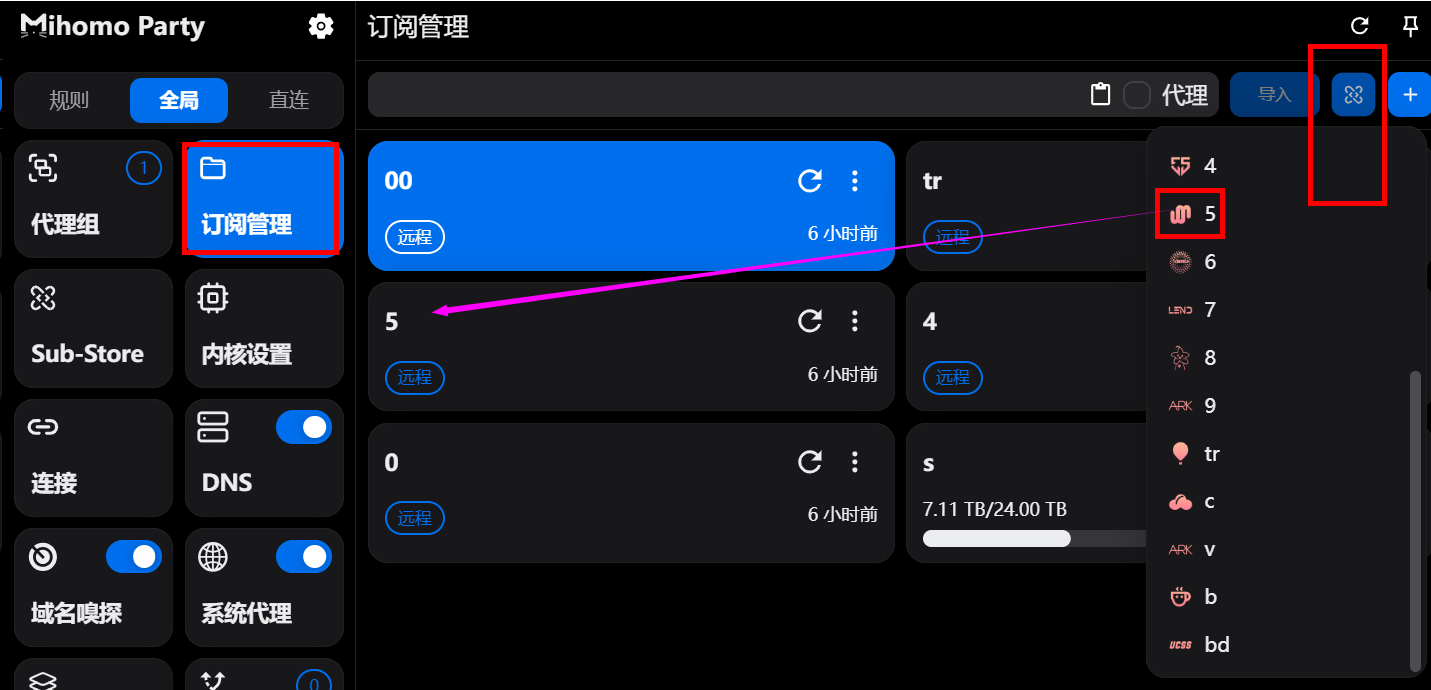 Mihomo Party
订阅管理
规则
全局
直连
代理
导入
代理组
1
订阅管理
Sub-Store
内核设置
连接
DNS
域名嗅探
系统代理
0
00
远程
6 小时前
tr
远程
5
远程
6 小时前
4
远程
0
远程
6 小时前
s
7.11 TB/24.00 TB
4
5
6
LEND 7
8
ARK 9
tr
c
ARK v
b
UCSS bd